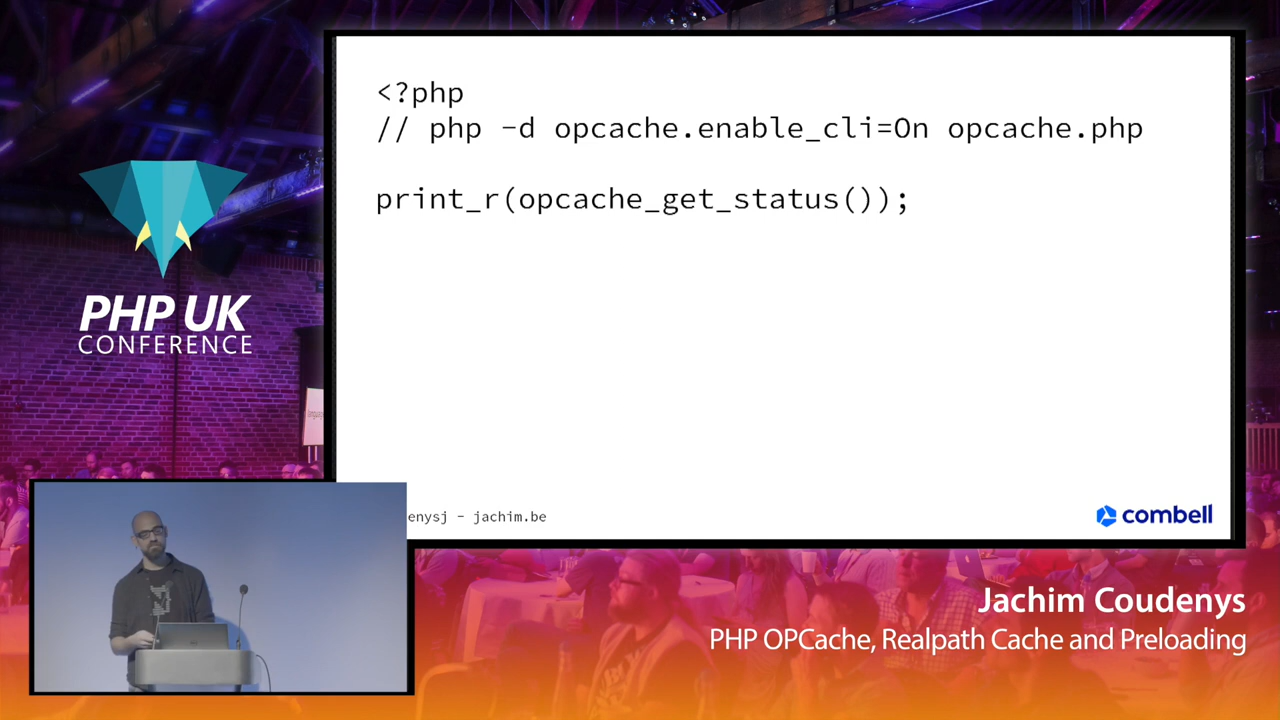 <?php
// php -d opcache.enable_cli=On opcache.php
print_r(opcache_get_status());
enysj - jachim.be
combell
PHP UK
CONFERENCE
Jachim Coudenys
PHP OPCache, Realpath Cache and Preloading